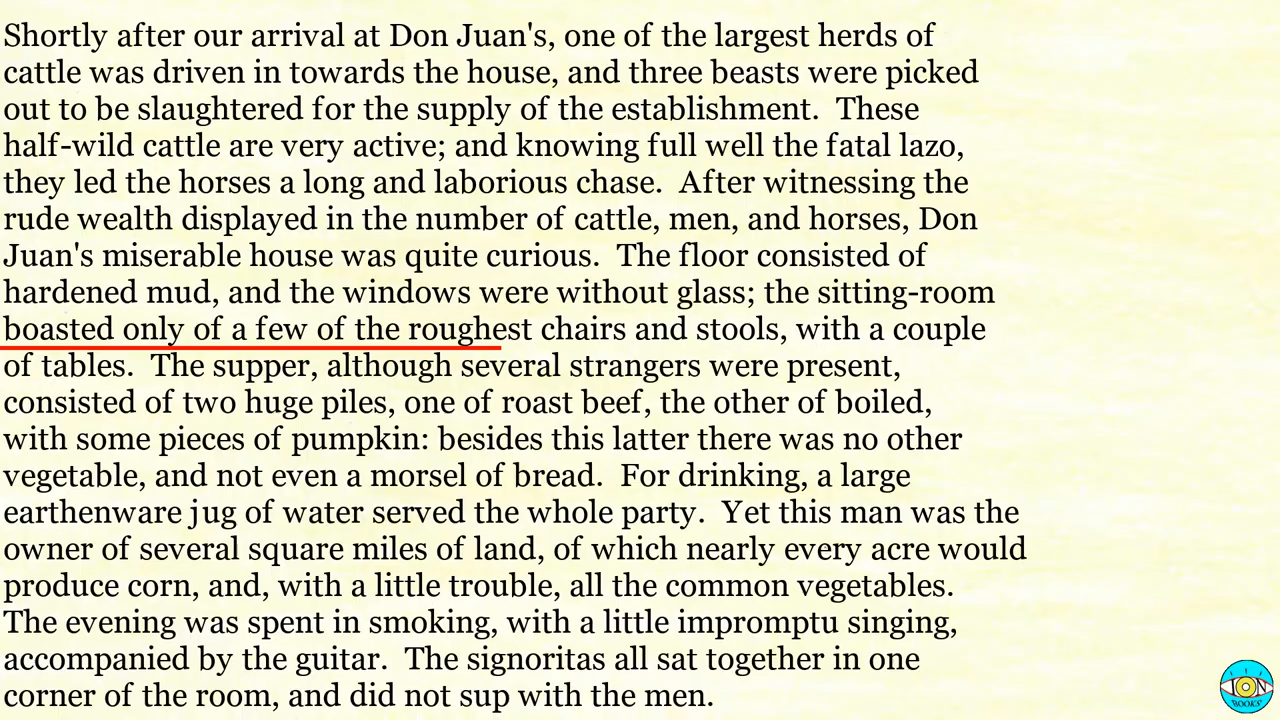 Shortly after our arrival at Don Juan's, one of the largest herds of
cattle was driven in towards the house, and three beasts were picked
out to be slaughtered for the supply of the establishment.  These
half-wild cattle are very active; and knowing full well the fatal lazo,
they led the horses a long and laborious chase.  After witnessing the
rude wealth displayed in the number of cattle, men, and horses, Don
Juan's miserable house was quite curious.  The floor consisted of
hardened mud, and the windows were without glass; the sitting-room
boasted only of a few of the roughest chairs and stools, with a couple
of tables.  The supper, although several strangers were present,
consisted of two huge piles, one of roast beef, the other of boiled,
with some pieces of pumpkin: besides this latter there was no other
vegetable, and not even a morsel of bread.  For drinking, a large
earthenware jug of water served the whole party.  Yet this man was the
owner of several square miles of land, of which nearly every acre would
produce corn, and, with a little trouble, all the common vegetables.
The evening was spent in smoking, with a little impromptu singing,
accompanied by the guitar.  The signoritas all sat together in one
corner of the room, and did not sup with the men.
ION
BOOKS